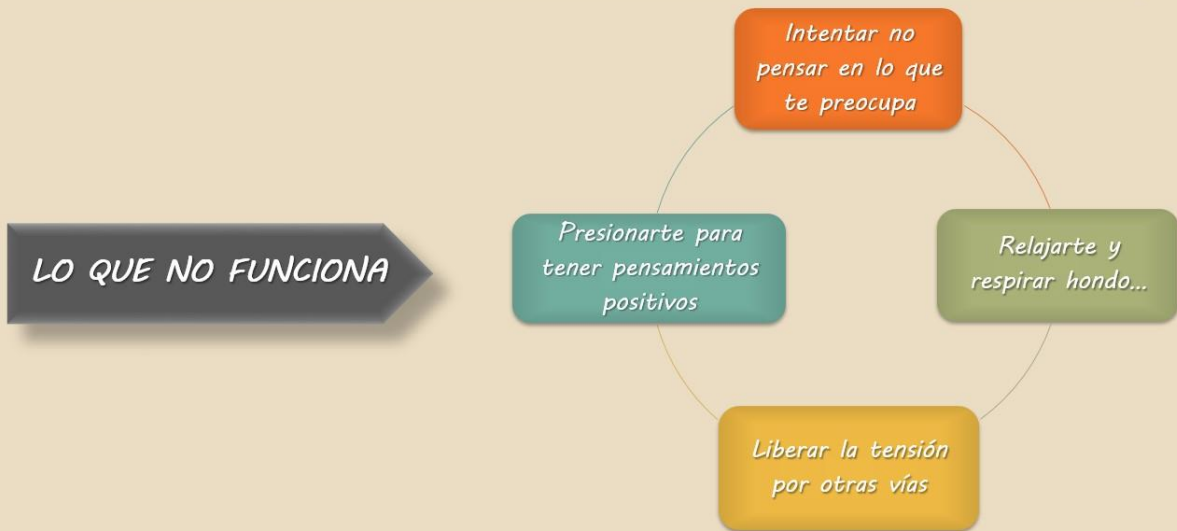 LO QUE NO FUNCIONA
Intentar no
pensar en lo que
te preocupa
Relajarte y
respirar hondo...
Liberar la tensión
por otras vías
Presionarte para
tener pensamientos
positivos